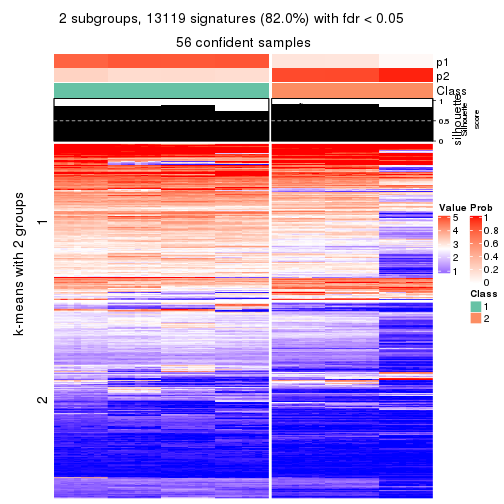 2 subgroups, 13119 signatures (82.0%) with fdr < 0.05
56 confident samples
p1
p2
Class
1
0.5
0
silhouette
Silhouette
score
k-means with 2 groups
1
2
Value
5
4
3
2
1
Prob
1
0.8
0.6
0.4
0.2
0
Class
1
2